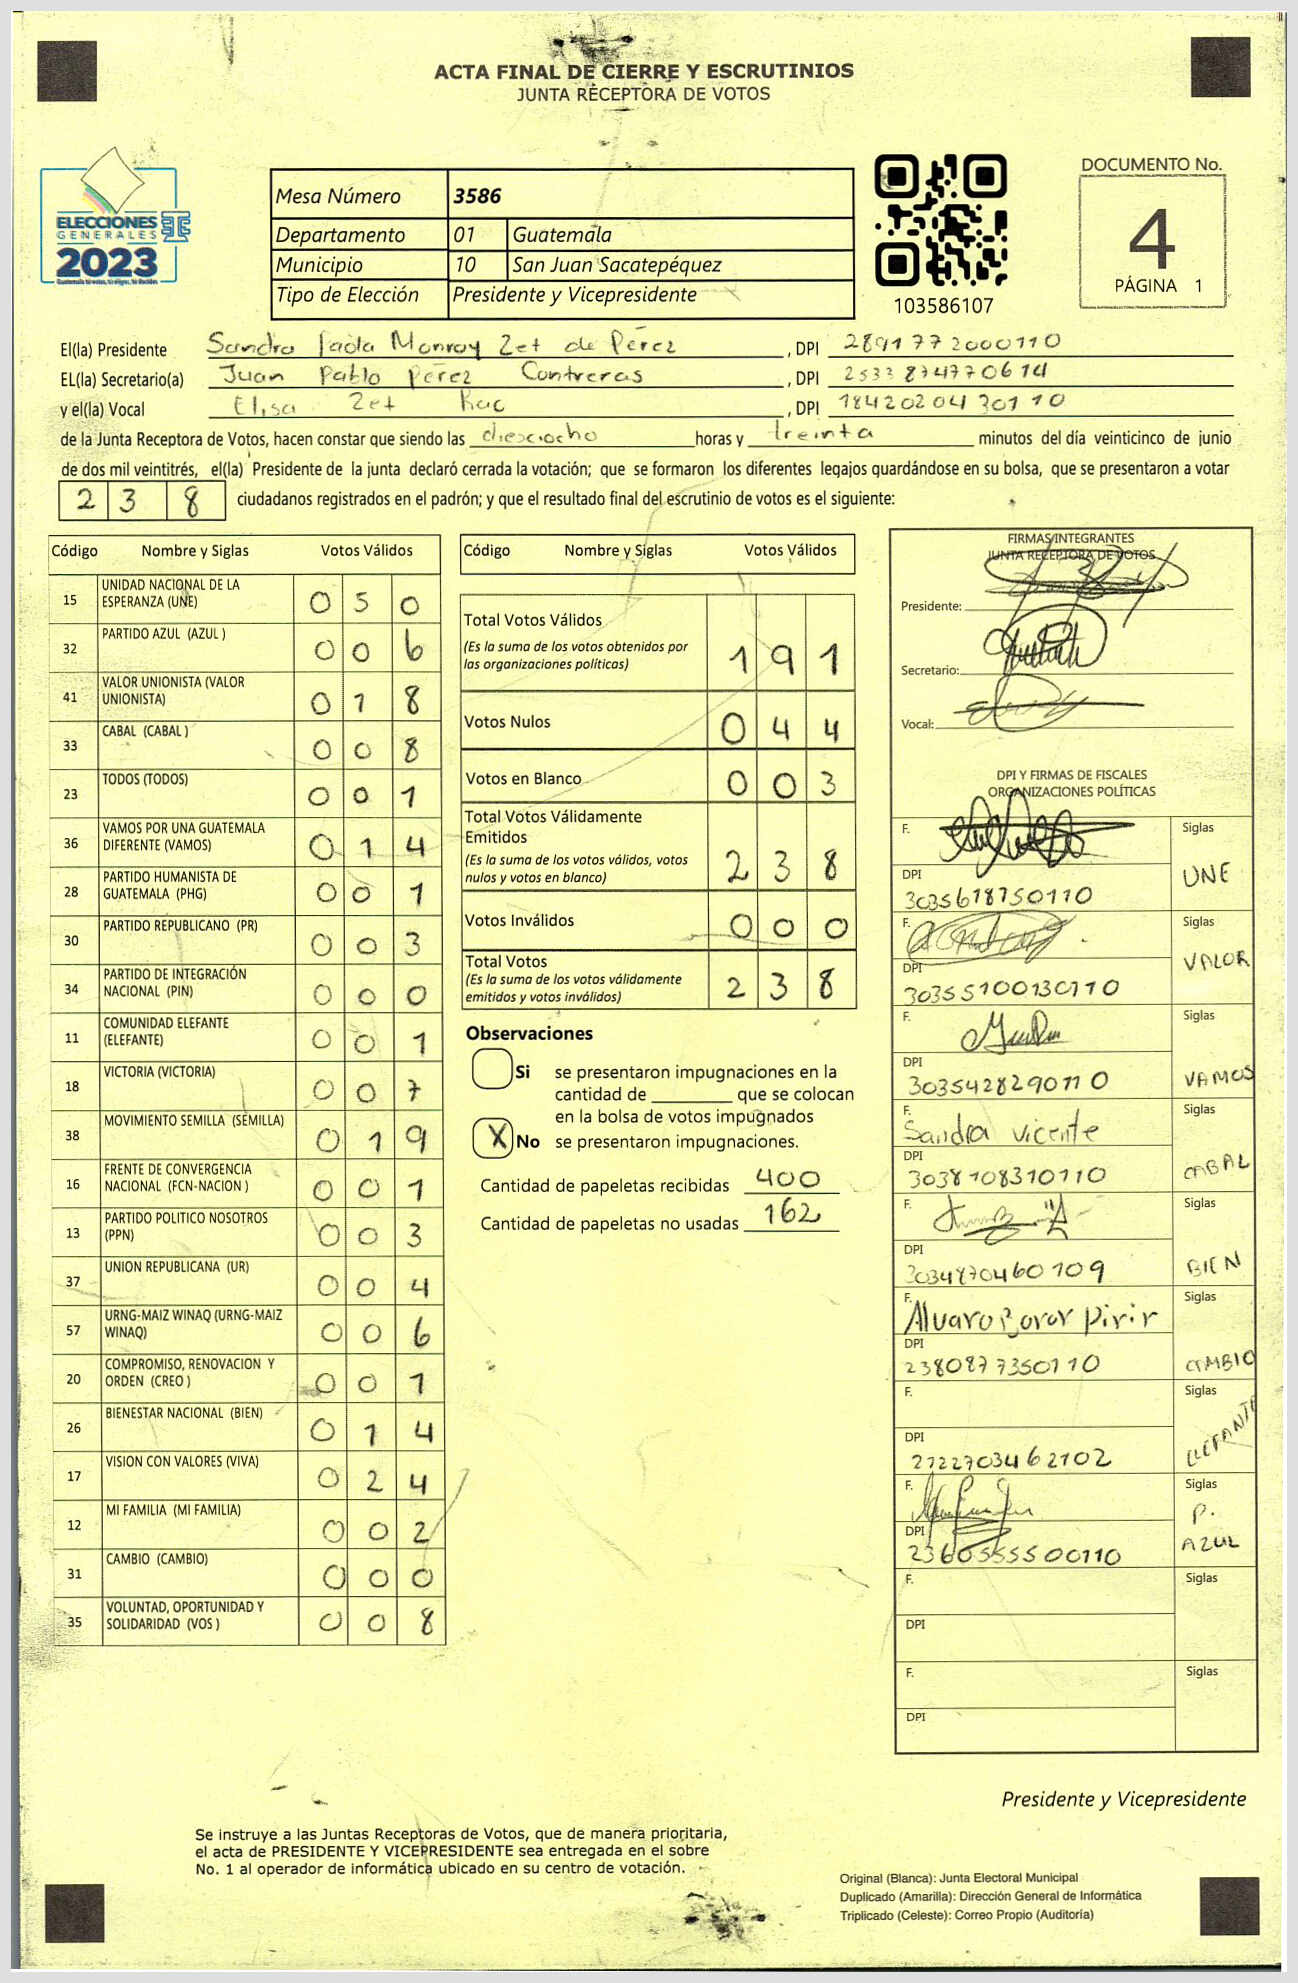 ACTA FINAL DE CIERRE Y ESCRUTINIOS
JUNTA RECEPTORA DE VOTOS
ELECCIONES
GENERALES
2023
Mesa Número 3586
Departamento 01 Guatemala
Municipio 10 San Juan Sacatepéquez
Tipo de Elección Presidente y Vicepresidente
103586107
DOCUMENTO No.
4
PÁGINA 1
El(la) Presidente Sandra Paola Monroy Zet de Pérez, DPI 2891772000110
EL(la) Secretario(a) Juan Pablo Pérez Contreras, DPI 2533874770614
y el(la) Vocal Elisa Zet Rac, DPI 1842020430110
de la Junta Receptora de Votos, hacen constar que siendo las diesciocho horas y treinta minutos del día veinticinco de junio
de dos mil veintitrés, el(la) Presidente de la junta declaró cerrada la votación; que se formaron los diferentes legajos guardándose en su bolsa, que se presentaron a votar
238 ciudadanos registrados en el padrón; y que el resultado final del escrutinio de votos es el siguiente:
Código Nombre y Siglas Votos Válidos
15 UNIDAD NACIONAL DE LA ESPERANZA (UNE) 0 5 0
32 PARTIDO AZUL (AZUL ) 0 0 6
41 VALOR UNIONISTA (VALOR UNIONISTA) 0 1 8
33 CABAL (CABAL ) 0 0 8
23 TODOS (TODOS) 0 0 1
36 VAMOS POR UNA GUATEMALA DIFERENTE (VAMOS) 0 1 4
28 PARTIDO HUMANISTA DE GUATEMALA (PHG) 0 0 1
30 PARTIDO REPUBLICANO (PR) 0 0 3
34 PARTIDO DE INTEGRACIÓN NACIONAL (PIN) 0 0 0
11 COMUNIDAD ELEFANTE (ELEFANTE) 0 0 1
18 VICTORIA (VICTORIA) 0 0 7
38 MOVIMIENTO SEMILLA (SEMILLA) 0 1 9
16 FRENTE DE CONVERGENCIA NACIONAL (FCN-NACION ) 0 0 1
13 PARTIDO POLITICO NOSOTROS (PPN) 0 0 3
37 UNION REPUBLICANA (UR) 0 0 4
57 URNG-MAIZ WINAQ (URNG-MAIZ WINAQ) 0 0 6
20 COMPROMISO, RENOVACION Y ORDEN (CREO ) 0 0 1
26 BIENESTAR NACIONAL (BIEN) 0 1 4
17 VISION CON VALORES (VIVA) 0 2 4
12 MI FAMILIA (MI FAMILIA) 0 0 2
31 CAMBIO (CAMBIO) 0 0 0
35 VOLUNTAD, OPORTUNIDAD Y SOLIDARIDAD (VOS ) 0 0 8
Código Nombre y Siglas Votos Válidos
Total Votos Válidos 1 9 1
(Es la suma de los votos obtenidos por
las organizaciones políticas)
Votos Nulos 0 4 4
Votos en Blanco 0 0 3
Total Votos Válidamente
Emitidos 2 3 8
(Es la suma de los votos válidos, votos
nulos y votos en blanco)
Votos Inválidos 0 0 0
Total Votos 2 3 8
(Es la suma de los votos válidamente
emitidos y votos inválidos)
Observaciones
Si se presentaron impugnaciones en la
cantidad de ________ que se colocan
en la bolsa de votos impugnados
X No se presentaron impugnaciones.
Cantidad de papeletas recibidas 400
Cantidad de papeletas no usadas 162
FIRMAS INTEGRANTES
JUNTA RECEPTORA DE VOTOS
Presidente:
Secretario:
Vocal:
DPI Y FIRMAS DE FISCALES
ORGANIZACIONES POLÍTICAS
F. Siglas
DPI 3035618750110 UNE
F. Siglas
DPI 30355100130110 VALOR
F. Siglas
DPI 3035428290110 VAMOS
F. Sandra Vicente Siglas
DPI 3038108310110 CABAL
F. Siglas
DPI 3034870460109 BIEN
F. Alvaro Boror Pirir Siglas
DPI 2380877350110 CAMBIO
F. Siglas
DPI 2122703462102 ELEFANTE
F. Siglas
DPI 2360555500110 P. AZUL
F. Siglas
DPI
F. Siglas
DPI
Presidente y Vicepresidente
Se instruye a las Juntas Receptoras de Votos, que de manera prioritaria,
el acta de PRESIDENTE Y VICEPRESIDENTE sea entregada en el sobre
No. 1 al operador de informática ubicado en su centro de votación.
Original (Blanca): Junta Electoral Municipal
Duplicado (Amarilla): Dirección General de Informática
Triplicado (Celeste): Correo Propio (Auditoría)